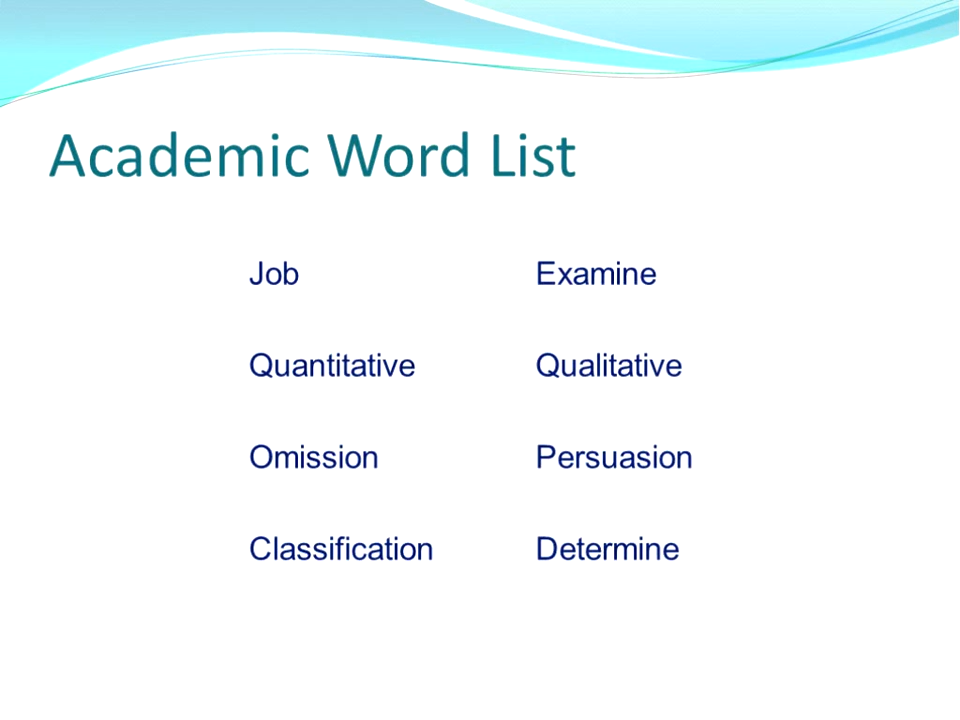 Academic Word List
Job Examine
Quantitative Qualitative
Omission Persuasion
Classification Determine